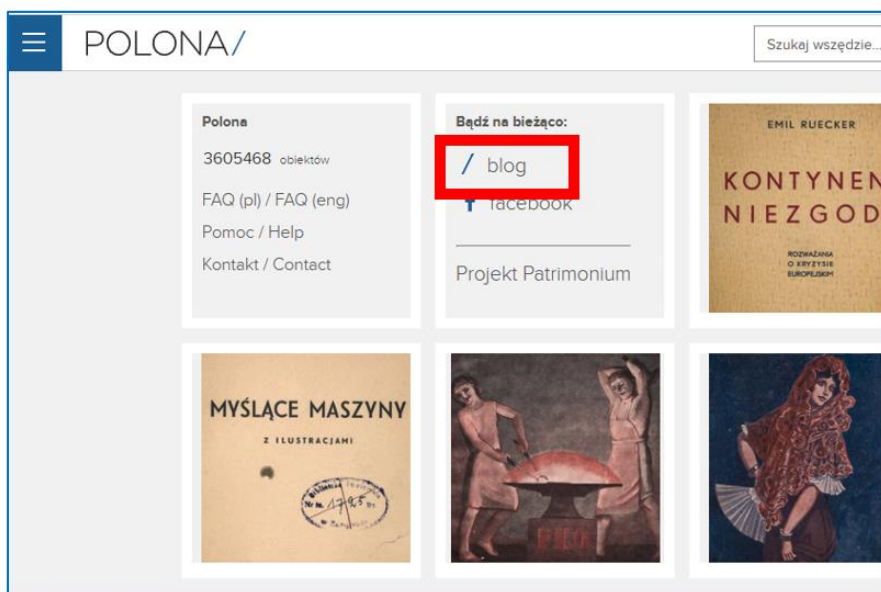 POLONA/
Szukaj wszędzie...
Polona
3605468 obiektów
FAQ (pl) / FAQ (eng)
Pomoc / Help
Kontakt / Contact
Bądź na bieżąco:
/ blog
facebook
Projekt Patrimonium
EMIL RUECKER
KONTYNEN
NIEZGOD
ROZWAŻANIA
O KRYZYSIE
EUROPEJSKIM
MYŚLĄCE MASZYNY
Z ILUSTRACJAMI
1795